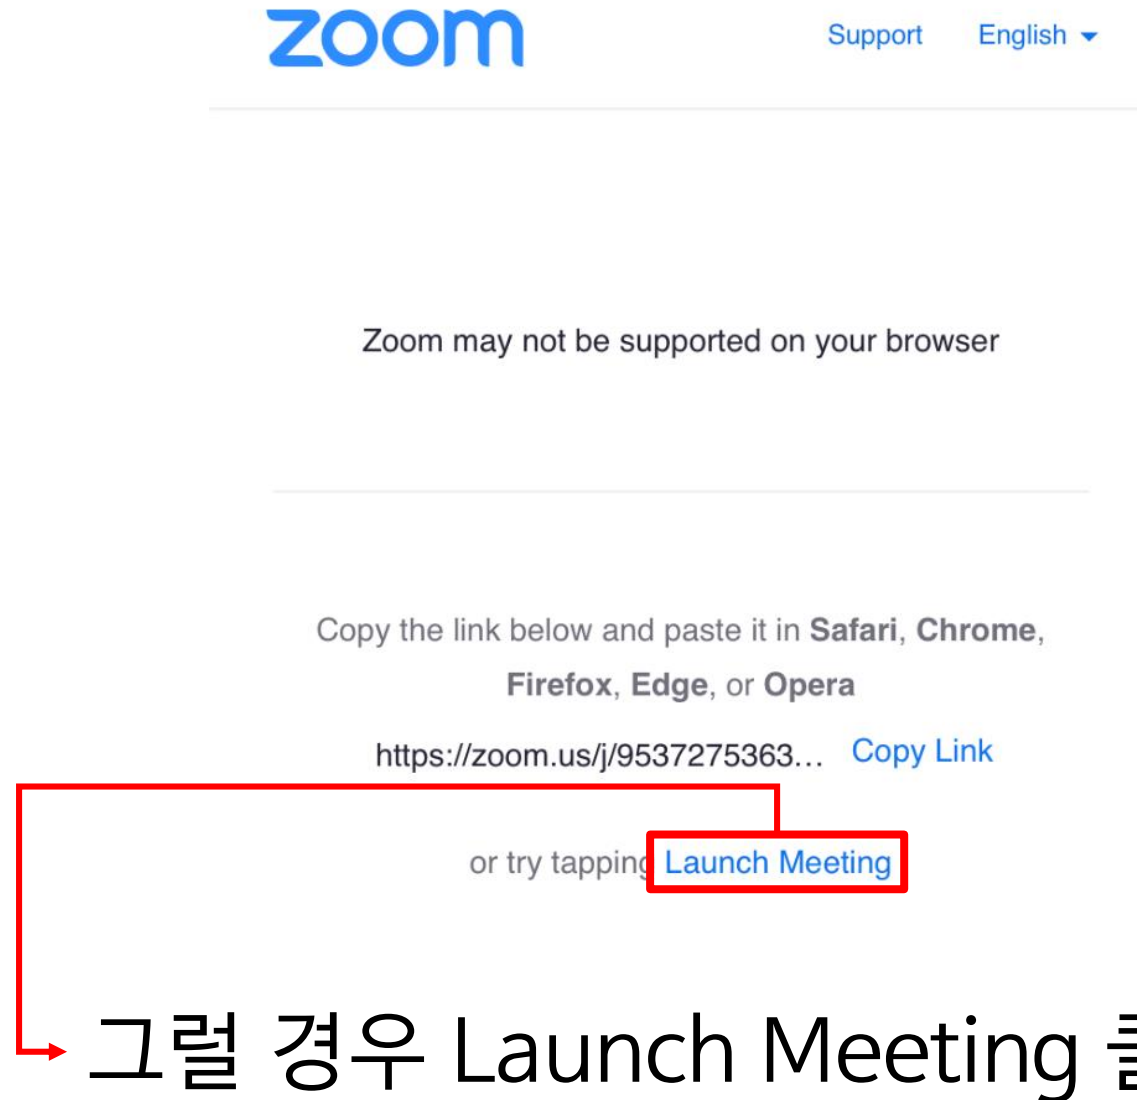 zoom
Support English
Zoom may not be supported on your browser
Copy the link below and paste it in Safari, Chrome,
Firefox, Edge, or Opera
https://zoom.us/j/9537275363... Copy Link
or try tapping Launch Meeting
그럴 경우 Launch Meeting